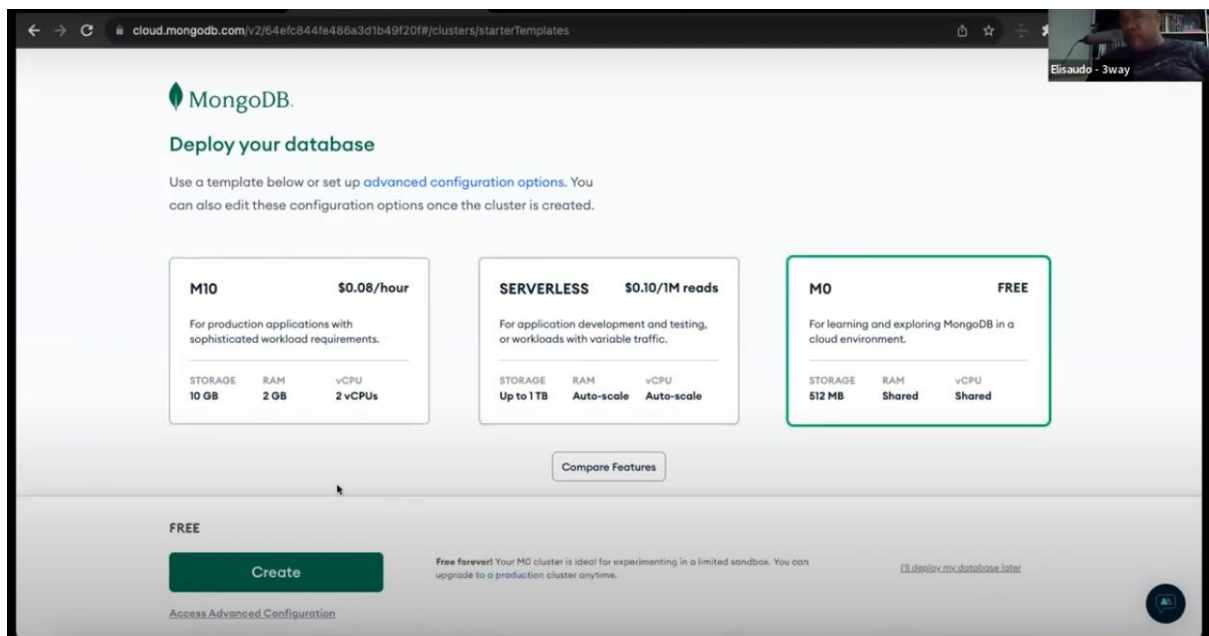 cloud.mongodb.com/v2/64efc844fe486a3d1b49f20f#/clusters/starterTemplates
Elisaudo - 3way
MongoDB.
Deploy your database
Use a template below or set up advanced configuration options. You
can also edit these configuration options once the cluster is created.
M10 $0.08/hour
For production applications with
sophisticated workload requirements.
STORAGE RAM vCPU
10 GB 2 GB 2 vCPUs
SERVERLESS $0.10/1M reads
For application development and testing,
or workloads with variable traffic.
STORAGE RAM vCPU
Up to 1 TB Auto-scale Auto-scale
M0 FREE
For learning and exploring MongoDB in a
cloud environment.
STORAGE RAM vCPU
512 MB Shared Shared
Compare Features
FREE
Create
Free forever! Your M0 cluster is ideal for experimenting in a limited sandbox. You can
upgrade to a production cluster anytime.
I'll deploy my database later
Access Advanced Configuration